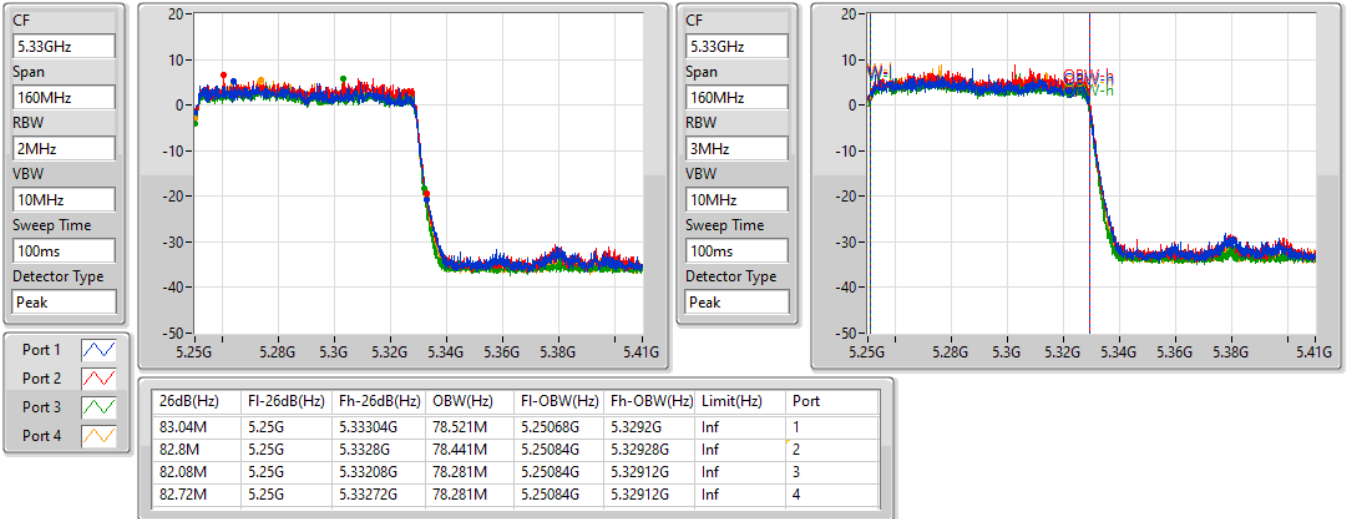 CF
5.33GHz
Span
160MHz
RBW
2MHz
VBW
10MHz
Sweep Time
100ms
Detector Type
Peak
20
10
0
-10
-20
-30
-40
-50
5.25G 5.28G 5.3G 5.32G 5.34G 5.36G 5.38G 5.41G
CF
5.33GHz
Span
160MHz
RBW
3MHz
VBW
10MHz
Sweep Time
100ms
Detector Type
Peak
20
10
0
-10
-20
-30
-40
-50
OBW-h
5.25G 5.28G 5.3G 5.32G 5.34G 5.36G 5.38G 5.41G
Port 1
Port 2
Port 3
Port 4
26dB(Hz) Fl-26dB(Hz) Fh-26dB(Hz) OBW(Hz) Fl-OBW(Hz) Fh-OBW(Hz) Limit(Hz) Port
83.04M 5.25G 5.33304G 78.521M 5.25068G 5.3292G Inf 1
82.8M 5.25G 5.3328G 78.441M 5.25084G 5.32928G Inf 2
82.08M 5.25G 5.33208G 78.281M 5.25084G 5.32912G Inf 3
82.72M 5.25G 5.33272G 78.281M 5.25084G 5.32912G Inf 4